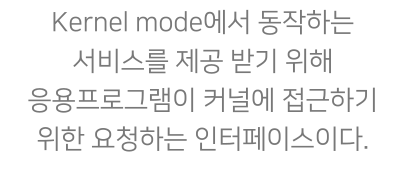 Kernel mode에서 동작하는
서비스를 제공 받기 위해
응용프로그램이 커널에 접근하기
위한 요청하는 인터페이스이다.